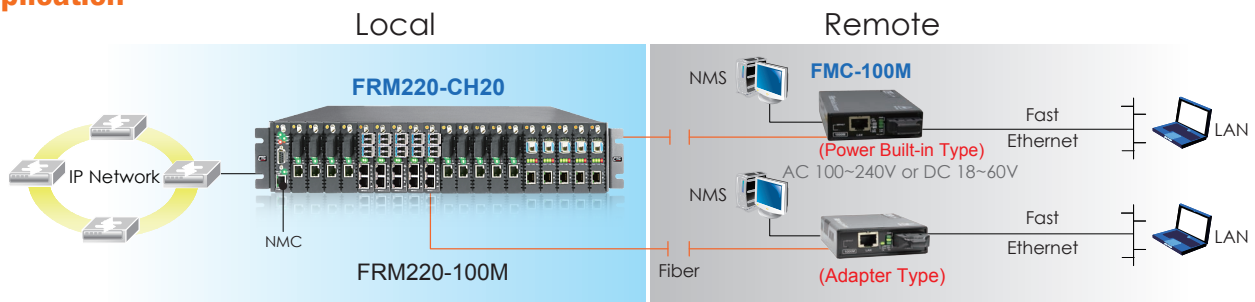 Local
Remote
FRM220-CH20
IP Network
NMC
FRM220-100M
Fiber
NMS
FMC-100M
(Power Built-in Type)
AC 100~240V or DC 18~60V
Fast
Ethernet
LAN
NMS
(Adapter Type)
Fast
Ethernet
LAN